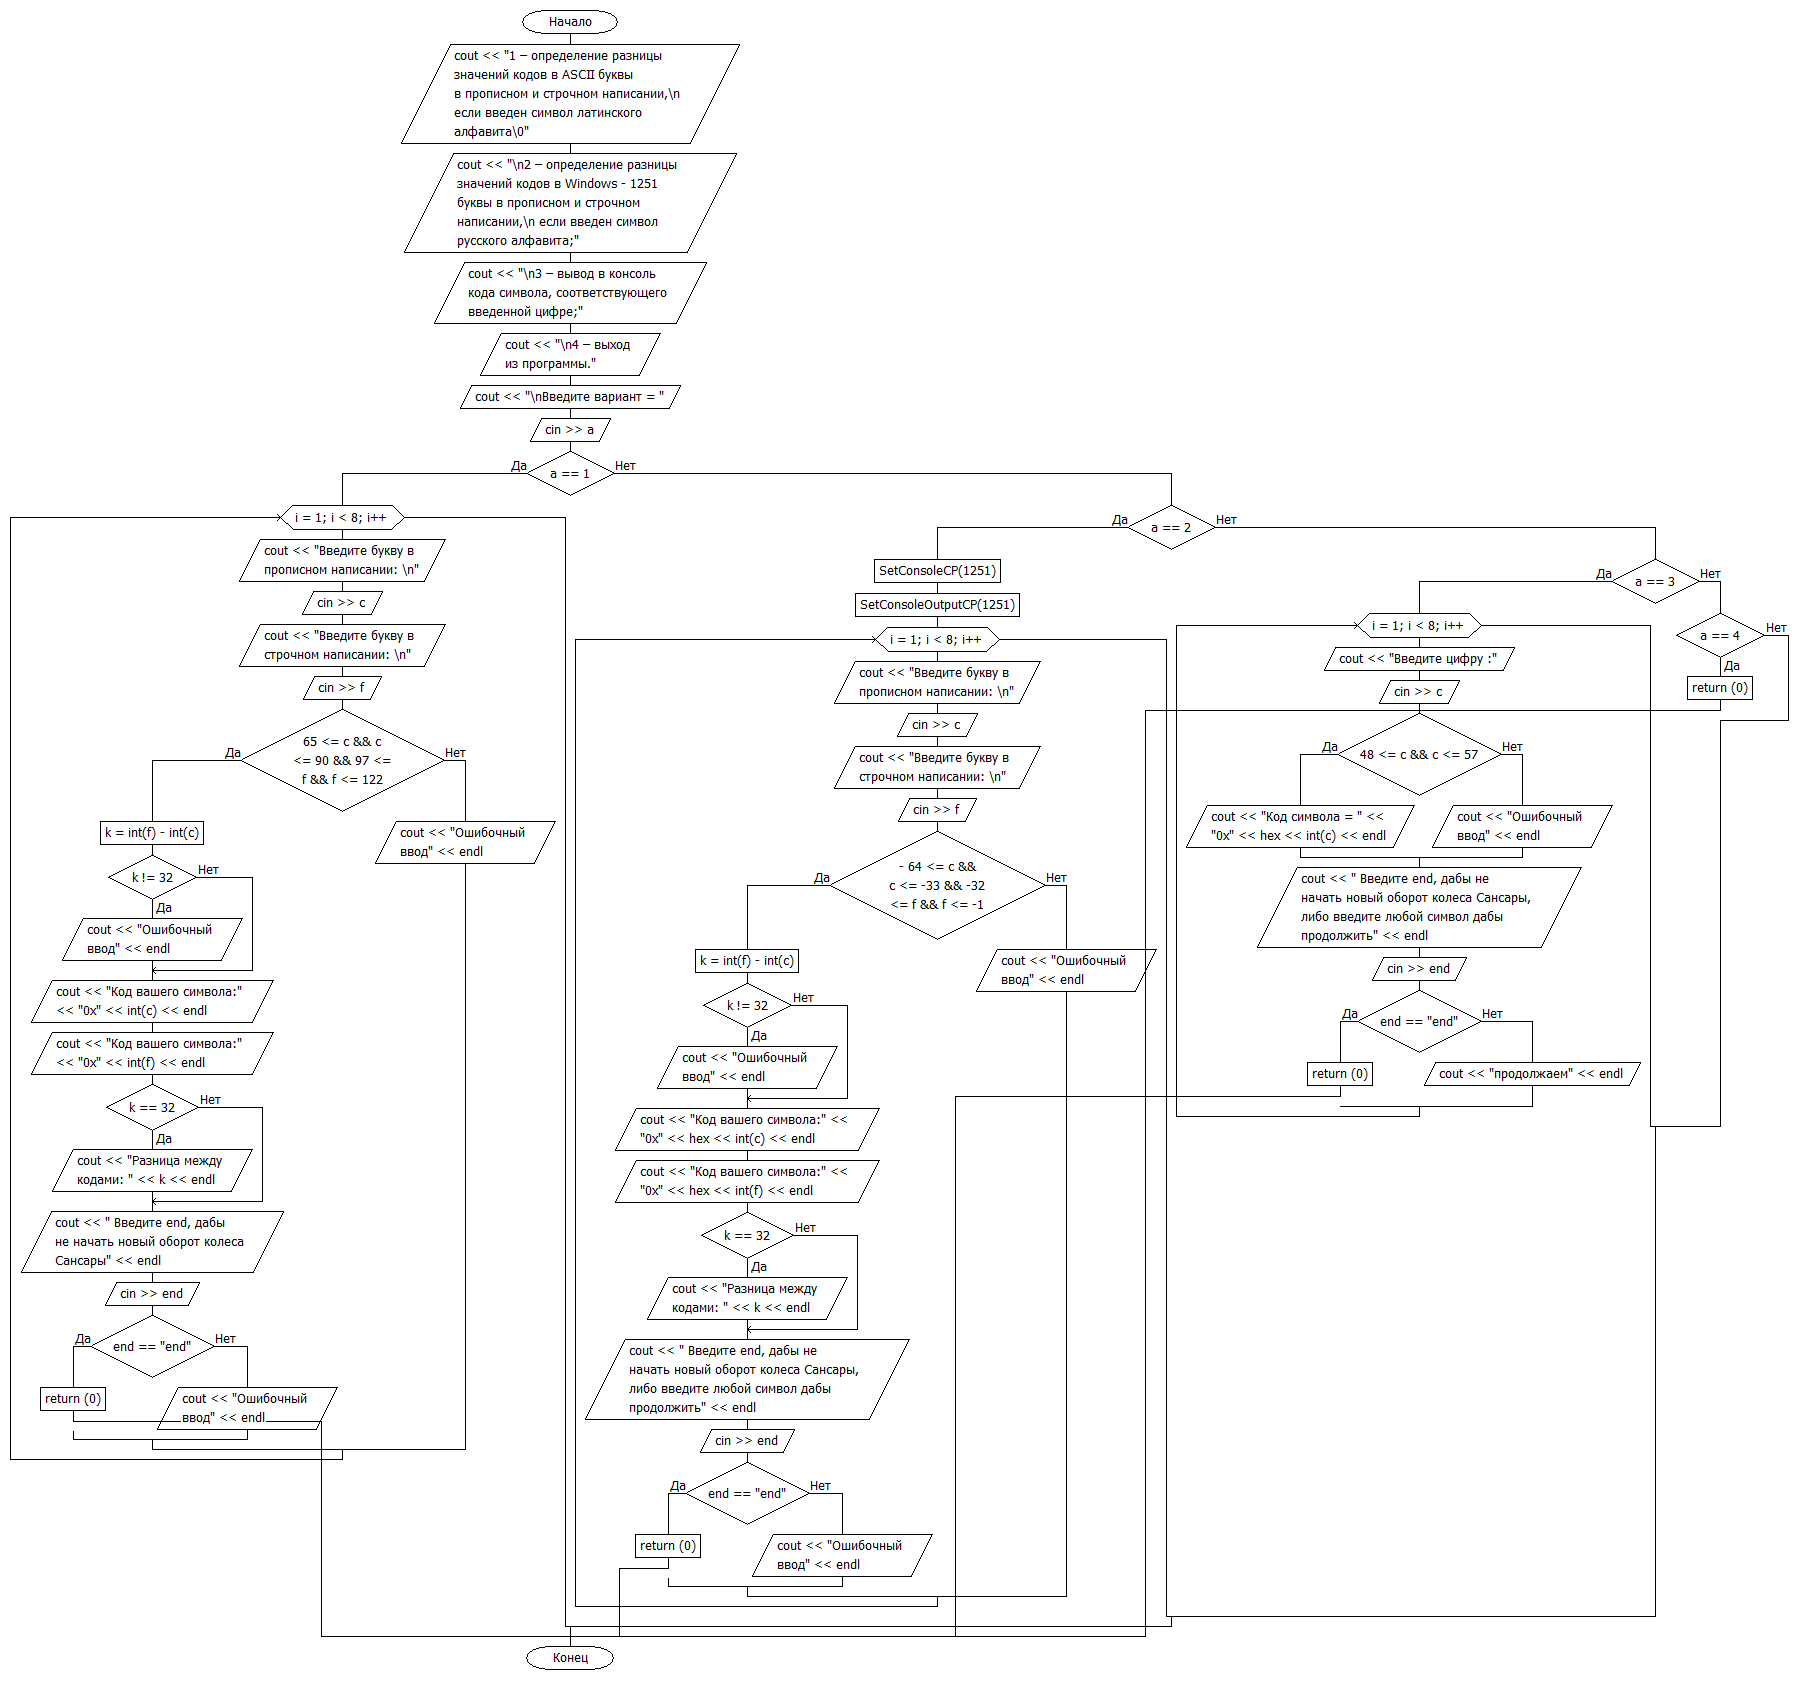 Начало
cout << "1 – определение разницы
значений кодов в ASCII буквы
в прописном и строчном написании,\n
если введен символ латинского
алфавита\0"
cout << "\n2 – определение разницы
значений кодов в Windows - 1251
буквы в прописном и строчном
написании,\n если введен символ
русского алфавита;"
cout << "\n3 – вывод в консоль
кода символа, соответствующего
введенной цифре;"
cout << "\n4 – выход
из программы."
cout << "\nВведите вариант = "
cin >> a
a == 1
Да
Нет
i = 1; i < 8; i++
cout << "Введите букву в
прописном написании: \n"
cin >> c
cout << "Введите букву в
строчном написании: \n"
cin >> f
65 <= c && c
<= 90 && 97 <=
f && f <= 122
Да
Нет
k = int(f) - int(c)
k != 32
Нет
Да
cout << "Ошибочный
ввод" << endl
cout << "Код вашего символа:"
<< "0x" << int(c) << endl
cout << "Код вашего символа:"
<< "0x" << int(f) << endl
k == 32
Нет
Да
cout << "Разница между
кодами: " << k << endl
cout << " Введите end, дабы
не начать новый оборот колеса
Сансары" << endl
cin >> end
end == "end"
Да
Нет
return (0)
cout << "Ошибочный
ввод" << endl
cout << "Ошибочный
ввод" << endl
a == 2
Да
Нет
SetConsoleCP(1251)
SetConsoleOutputCP(1251)
i = 1; i < 8; i++
cout << "Введите букву в
прописном написании: \n"
cin >> c
cout << "Введите букву в
строчном написании: \n"
cin >> f
- 64 <= c &&
c <= -33 && -32
<= f && f <= -1
Да
Нет
k = int(f) - int(c)
k != 32
Нет
Да
cout << "Ошибочный
ввод" << endl
cout << "Код вашего символа:" <<
"0x" << hex << int(c) << endl
cout << "Код вашего символа:" <<
"0x" << hex << int(f) << endl
k == 32
Нет
Да
cout << "Разница между
кодами: " << k << endl
cout << " Введите end, дабы не
начать новый оборот колеса Сансары,
либо введите любой символ дабы
продолжить" << endl
cin >> end
end == "end"
Да
Нет
return (0)
cout << "Ошибочный
ввод" << endl
cout << "Ошибочный
ввод" << endl
a == 3
Да
Нет
i = 1; i < 8; i++
cout << "Введите цифру :"
cin >> c
48 <= c && c <= 57
Да
Нет
cout << "Код символа = " <<
"0x" << hex << int(c) << endl
cout << "Ошибочный
ввод" << endl
cout << " Введите end, дабы не
начать новый оборот колеса Сансары,
либо введите любой символ дабы
продолжить" << endl
cin >> end
end == "end"
Да
Нет
return (0)
cout << "продолжаем" << endl
a == 4
Нет
Да
return (0)
Конец